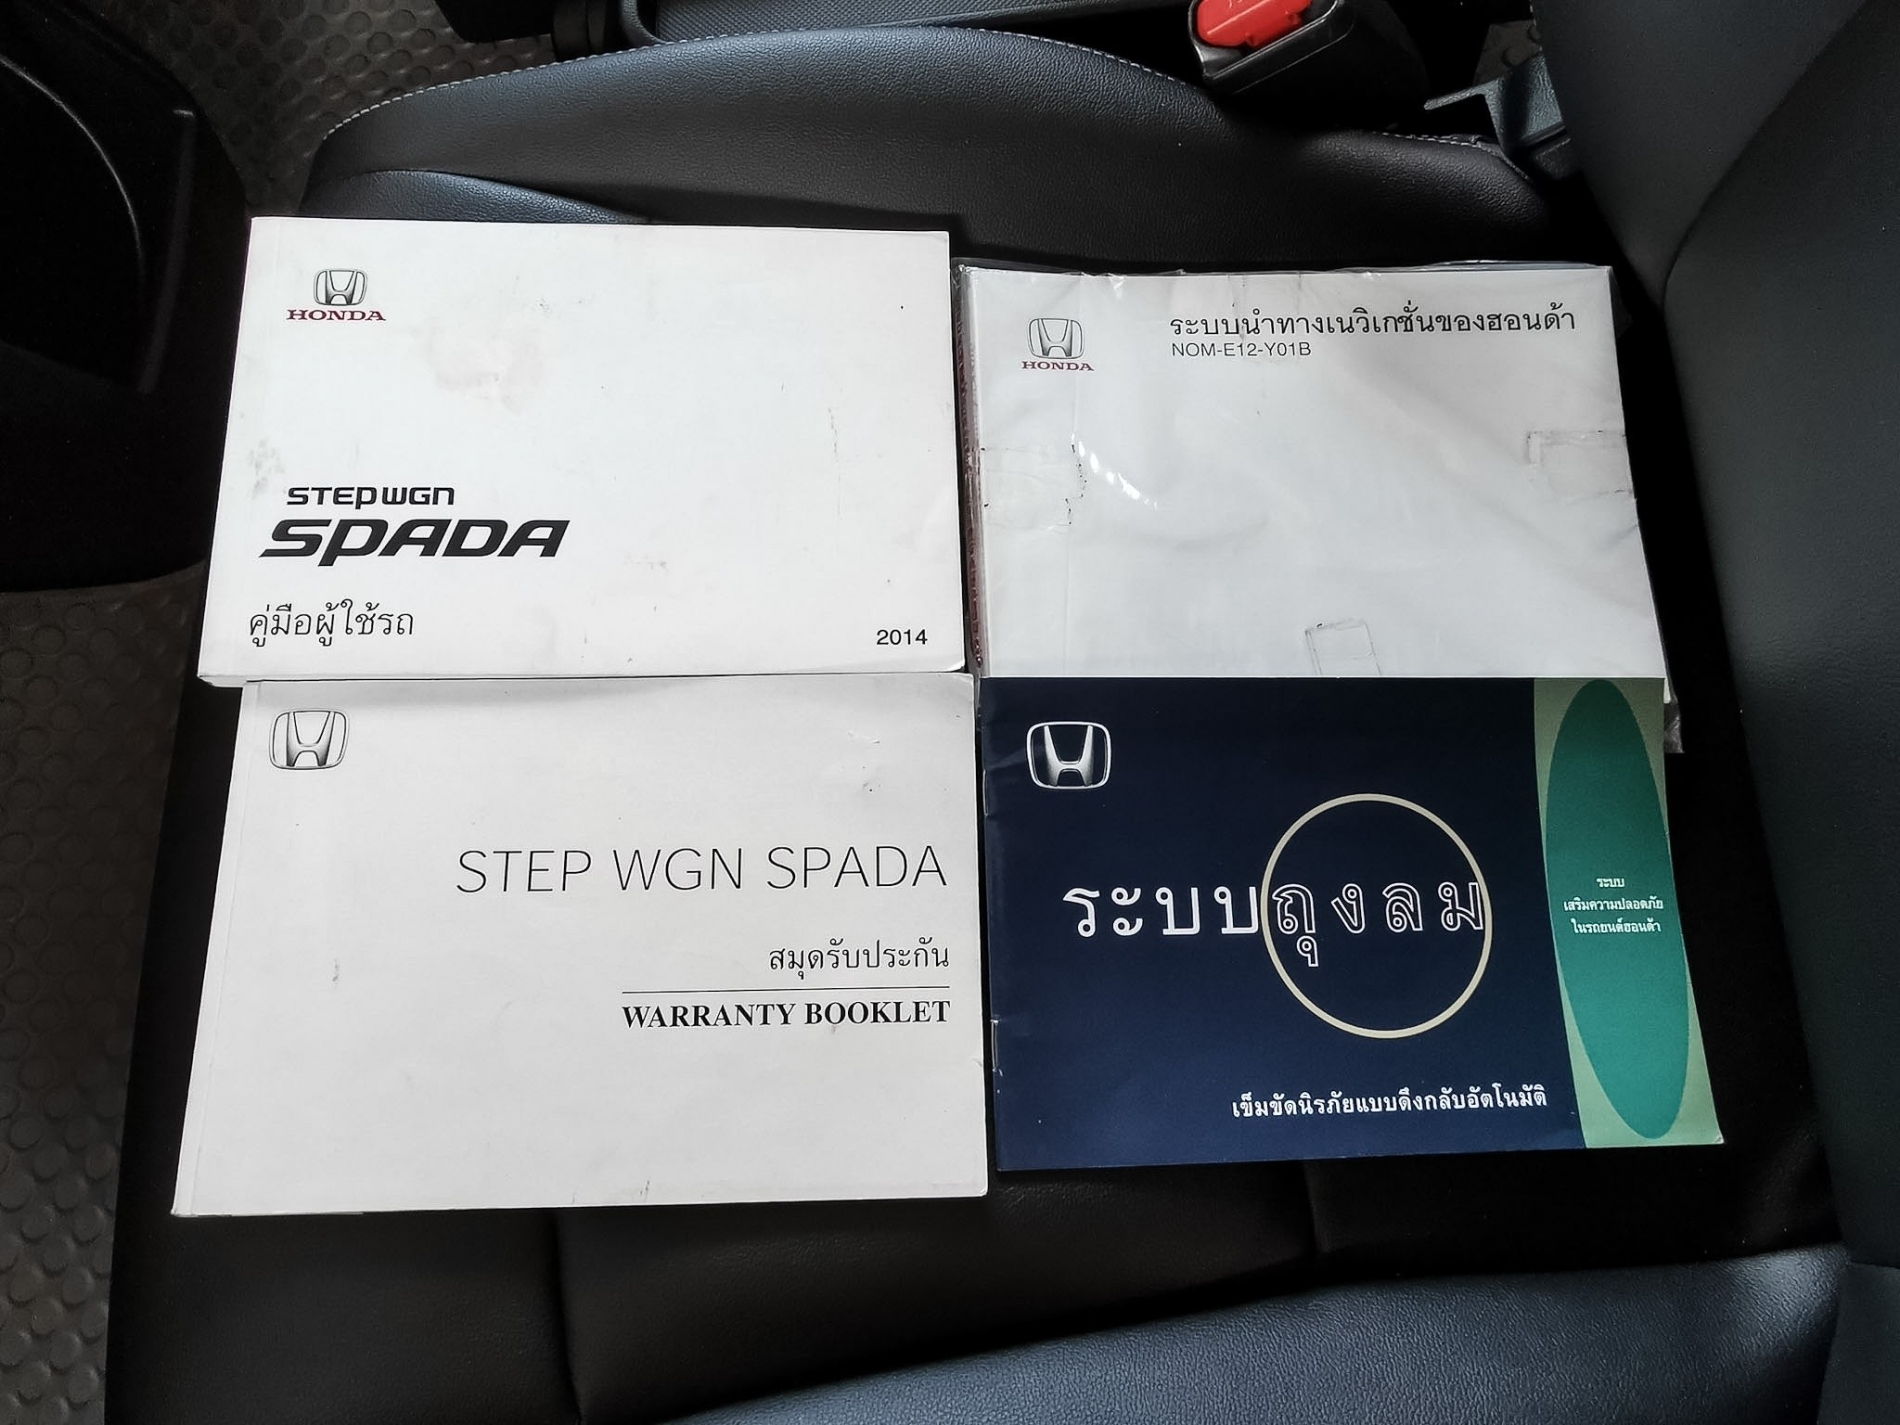 HONDA
STEPWGN
SPADA
คู่มือผู้ใช้รถ
2014
HONDA
ระบบนำทางเนวิเกชั่นของฮอนด้า
NOM-E12-Y01B
STEP WGN SPADA
สมุดรับประกัน
WARRANTY BOOKLET
ระบบถุงลม
เข็มขัดนิรภัยแบบดึงกลับอัตโนมัติ
ระบบ
เสริมความปลอดภัย
ในรถยนต์ฮอนด้า